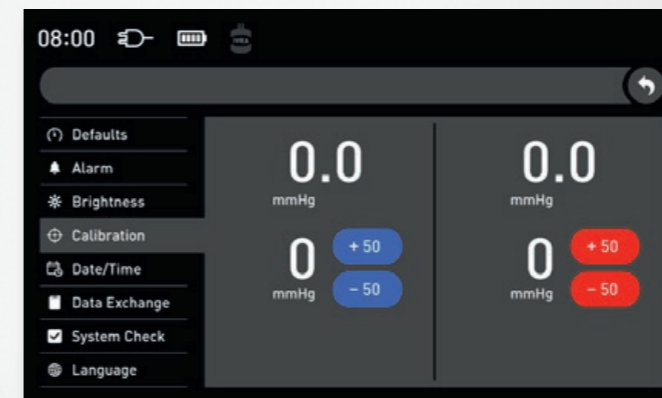 08:00
Defaults
Alarm
Brightness
Calibration
Date/Time
Data Exchange
System Check
Language
0.0
mmHg
0
mmHg
+ 50
− 50
0.0
mmHg
0
mmHg
+ 50
− 50